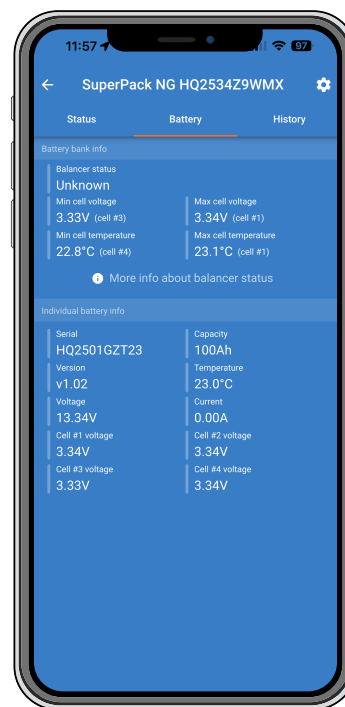 11:57 97
SuperPack NG HQ2534Z9WMX
Status Battery History
Battery bank info
Balancer status
Unknown
Min cell voltage Max cell voltage
3.33V (cell #3) 3.34V (cell #1)
Min cell temperature Max cell temperature
22.8°C (cell #4) 23.1°C (cell #1)
More info about balancer status
Individual battery info
Serial Capacity
HQ2501GZT23 100Ah
Version Temperature
v1.02 23.0°C
Voltage Current
13.34V 0.00A
Cell #1 voltage Cell #2 voltage
3.34V 3.34V
Cell #3 voltage Cell #4 voltage
3.33V 3.34V